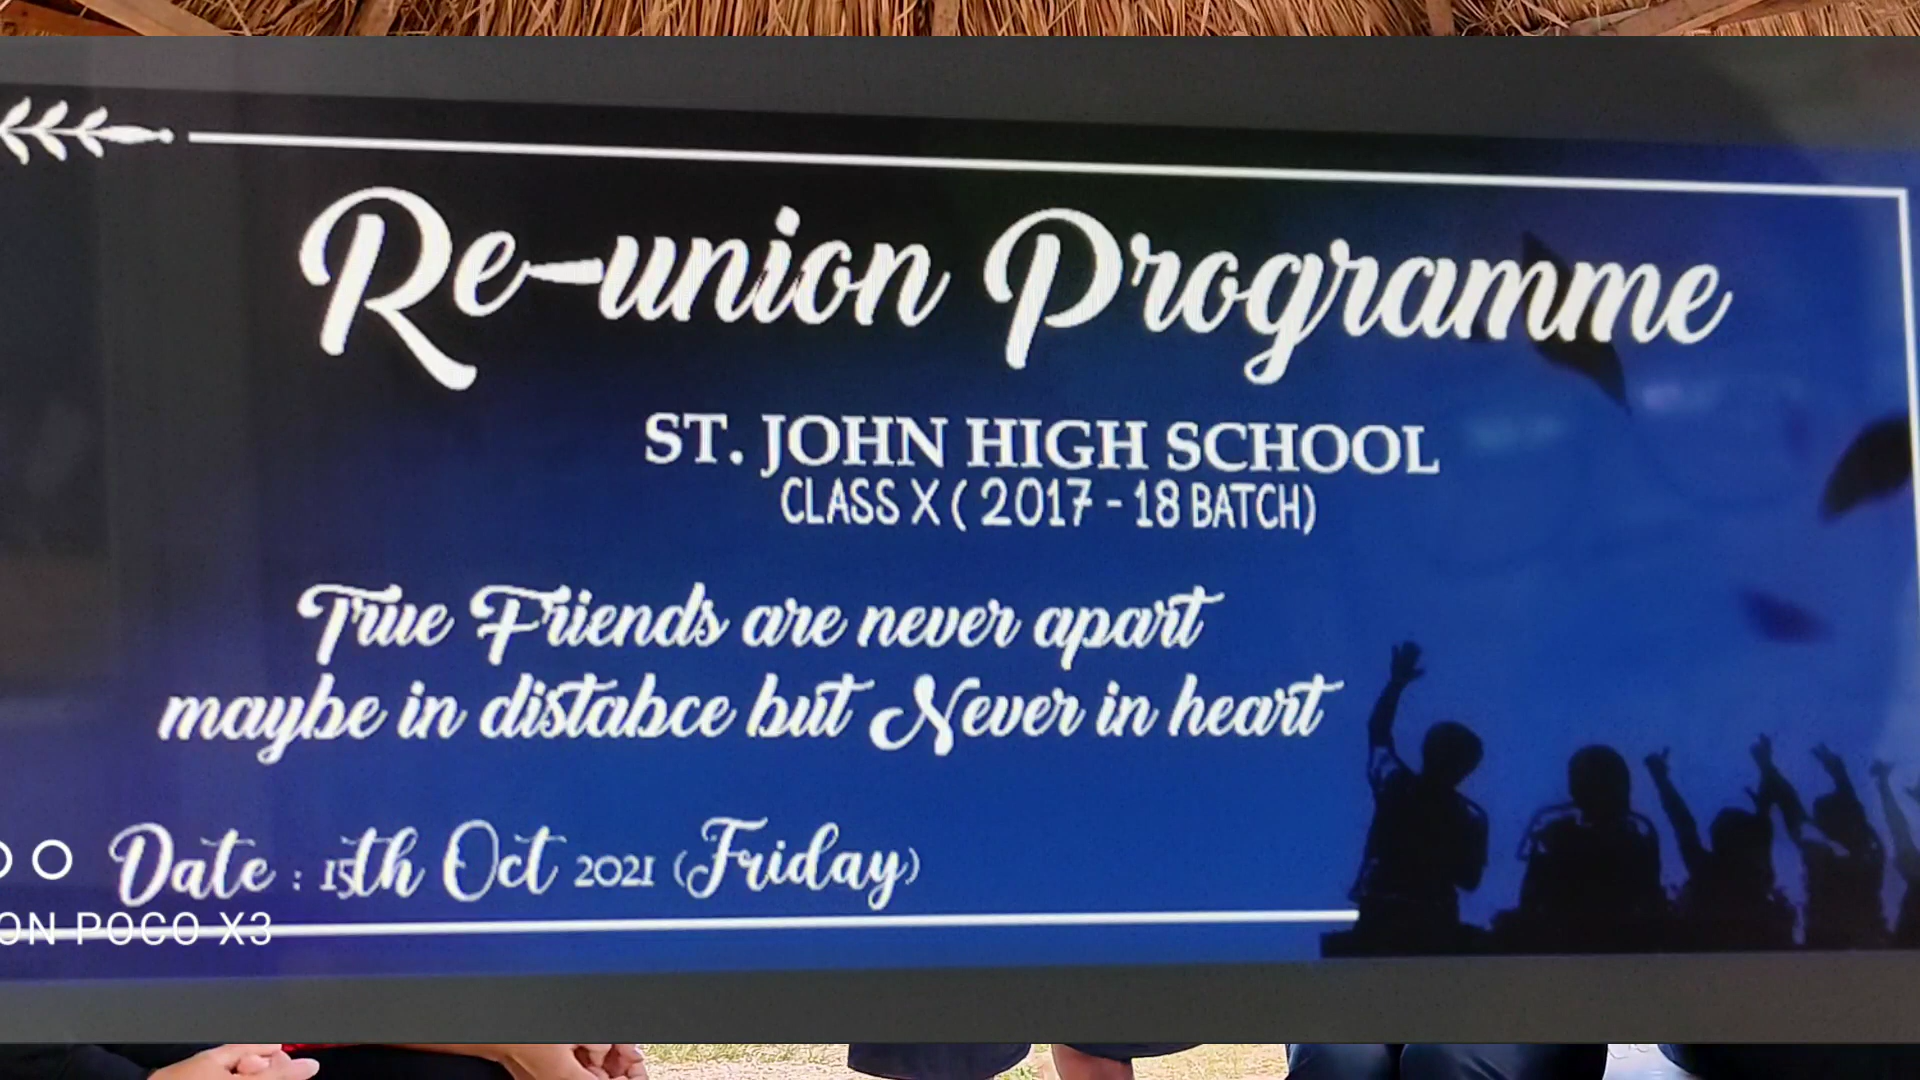 Re-union Programme
ST. JOHN HIGH SCHOOL
CLASS X ( 2017 - 18 BATCH)
True Friends are never apart
maybe in distabce but Never in heart
Date : 15th Oct 2021 (Friday)
ON POCO X3